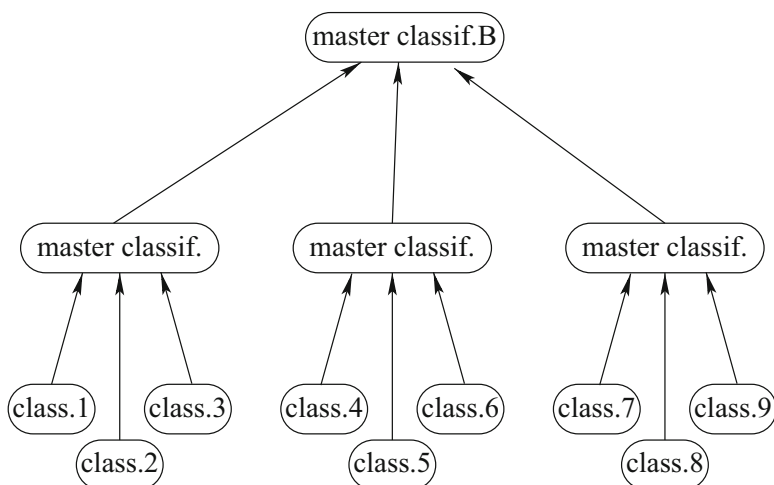 master classif.B
master classif.
master classif.
master classif.
class.1
class.3
class.4
class.6
class.7
class.9
class.2
class.5
class.8